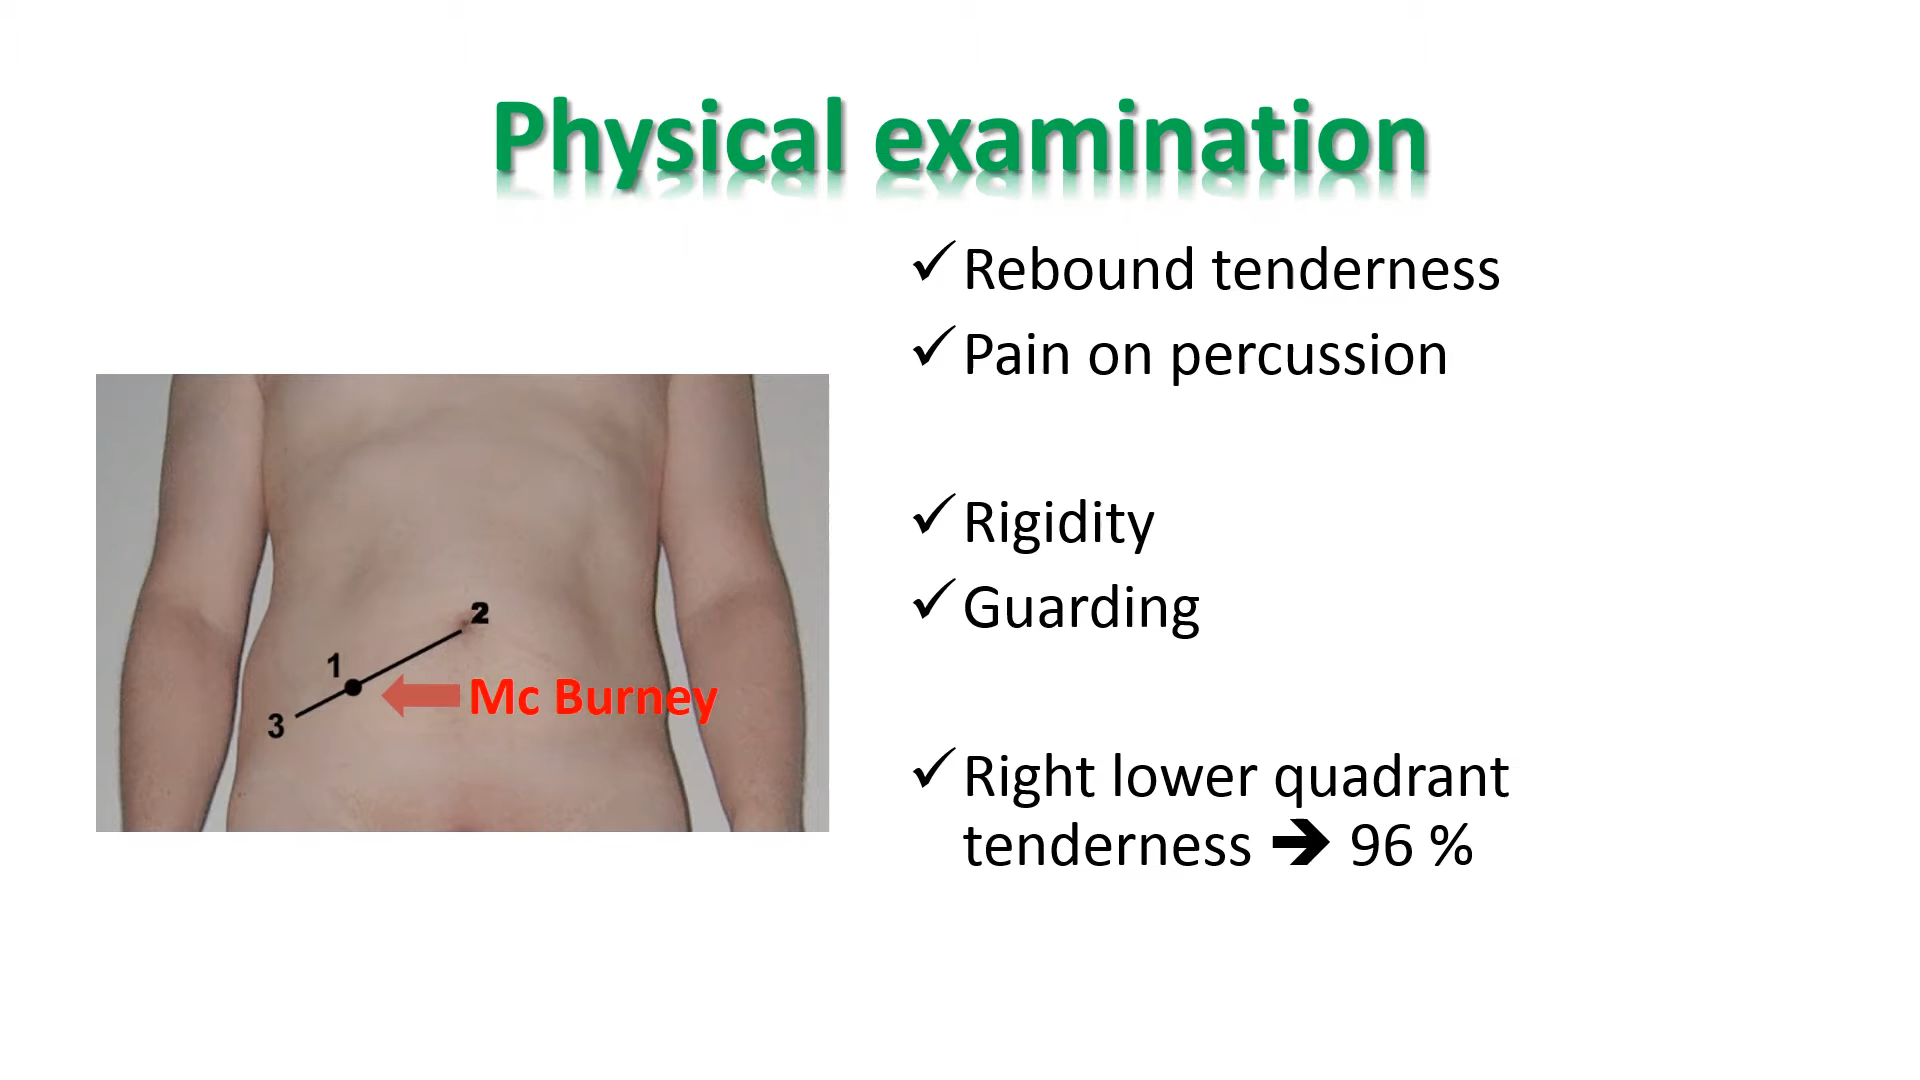 Physical examination
✓ Rebound tenderness
✓ Pain on percussion
✓ Rigidity
✓ Guarding
✓ Right lower quadrant
tenderness ➔ 96 %
2
1
Mc Burney
3